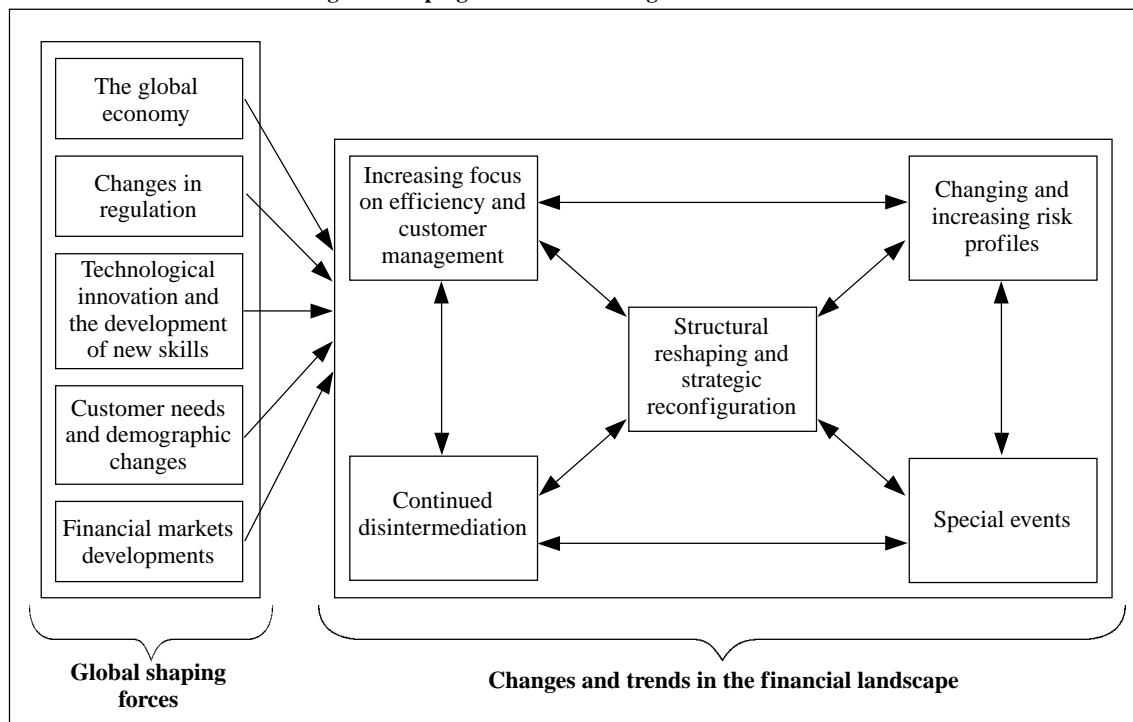 The global
economy
Changes in
regulation
Technological
innovation and
the development
of new skills
Customer needs
and demographic
changes
Financial markets
developments
Global shaping
forces
Increasing focus
on efficiency and
customer
management
Changing and
increasing risk
profiles
Structural
reshaping and
strategic
reconfiguration
Continued
disintermediation
Special events
Changes and trends in the financial landscape